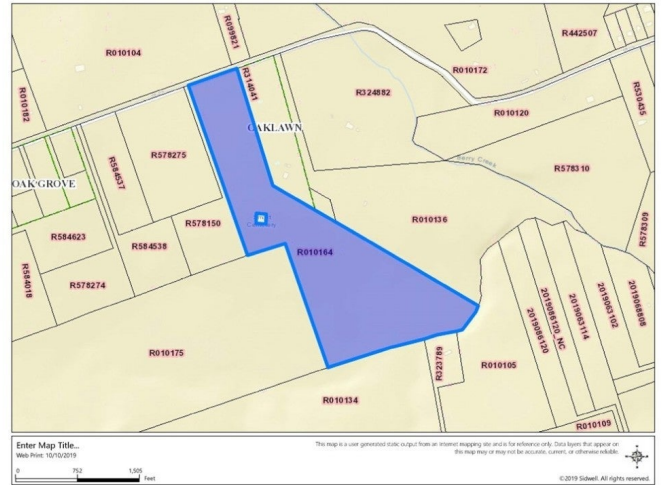 R099821
R442507
R010104
R010172
R314041
R324882
R530435
R010182
R010120
OAKLAWN
R578275
Berry Creek
R584537
R578310
OAK GROVE
R578150
R010136
R578309
R584623
R584538
R010164
R584018
R578274
2019068808
2019063102
2019063114
2019086120_NC
2019086120
R010175
R323789
R010105
R010134
R010109
Enter Map Title...
Web Print: 10/10/2019
This map is a user generated static output from an Internet mapping site and is for reference only. Data layers that appear on
this map may or may not be accurate, current, or otherwise reliable.
0 752 1,505
Feet
©2019 Sidwell. All rights reserved.